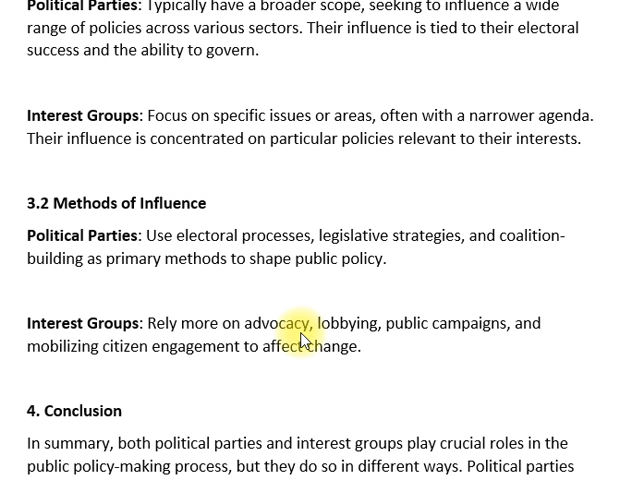 Political Parties: Typically have a broader scope, seeking to influence a wide
range of policies across various sectors. Their influence is tied to their electoral
success and the ability to govern.
Interest Groups: Focus on specific issues or areas, often with a narrower agenda.
Their influence is concentrated on particular policies relevant to their interests.
3.2 Methods of Influence
Political Parties: Use electoral processes, legislative strategies, and coalition-
building as primary methods to shape public policy.
Interest Groups: Rely more on advocacy, lobbying, public campaigns, and
mobilizing citizen engagement to affect change.
4. Conclusion
In summary, both political parties and interest groups play crucial roles in the
public policy-making process, but they do so in different ways. Political parties